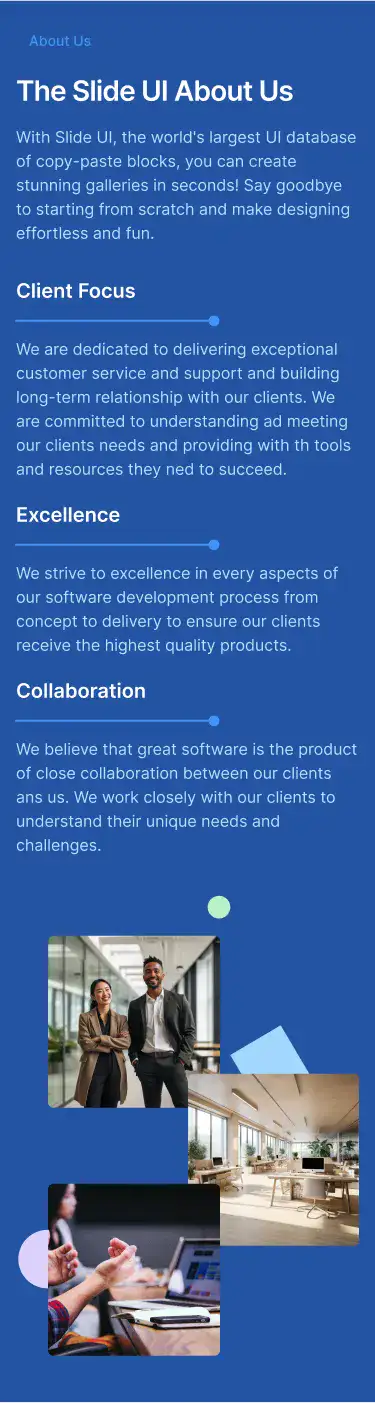 About Us
The Slide UI About Us
With Slide UI, the world's largest UI database
of copy-paste blocks, you can create
stunning galleries in seconds! Say goodbye
to starting from scratch and make designing
effortless and fun.
Client Focus
We are dedicated to delivering exceptional
customer service and support and building
long-term relationship with our clients. We
are committed to understanding ad meeting
our clients needs and providing with th tools
and resources they ned to succeed.
Excellence
We strive to excellence in every aspects of
our software development process from
concept to delivery to ensure our clients
receive the highest quality products.
Collaboration
We believe that great software is the product
of close collaboration between our clients
ans us. We work closely with our clients to
understand their unique needs and
challenges.